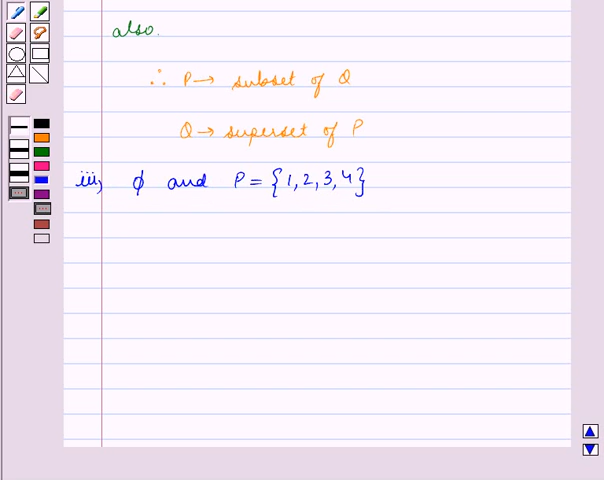 also.
∴ P → subset of Q
Q → superset of P
iii, ϕ and P = {1, 2, 3, 4}